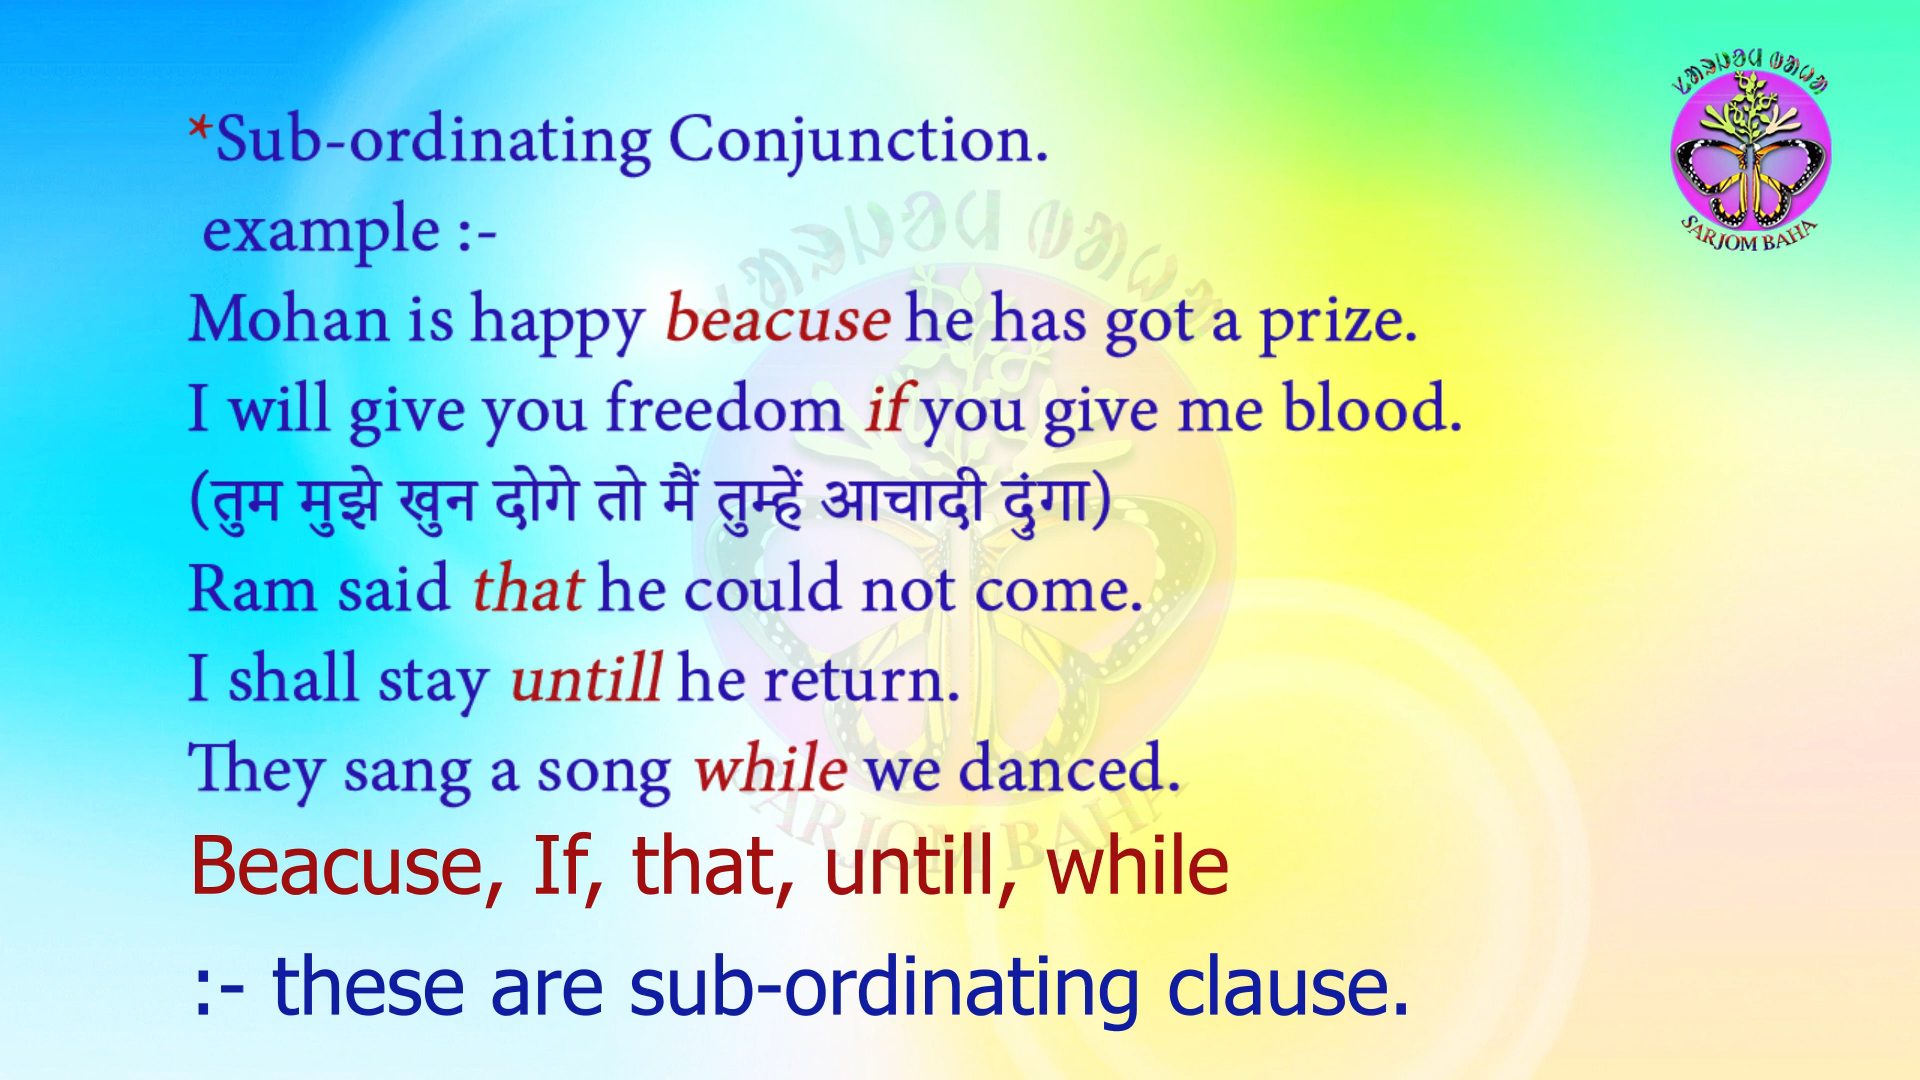 *Sub-ordinating Conjunction.
example :-
Mohan is happy beacuse he has got a prize.
I will give you freedom if you give me blood.
(तुम मुझे खुन दोगे तो मैं तुम्हें आचादी दुंगा)
Ram said that he could not come.
I shall stay untill he return.
They sang a song while we danced.
Beacuse, If, that, untill, while
:- these are sub-ordinating clause.
SARJOM BAHA
SARJOM BAHA